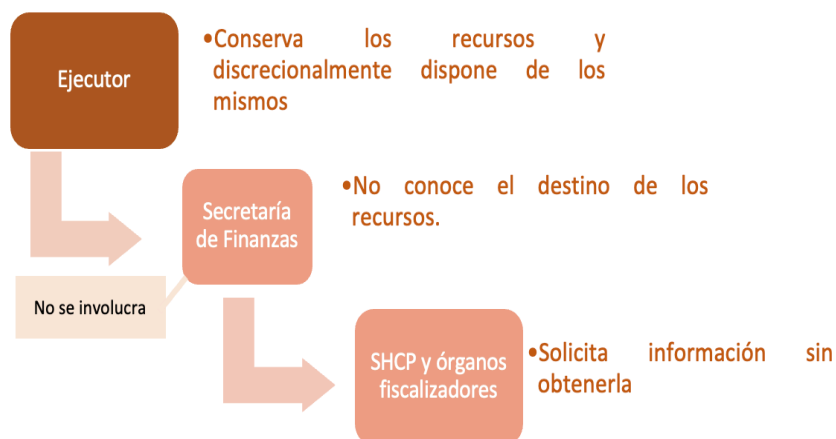 Ejecutor
•Conserva los recursos y
discrecionalmente dispone de los
mismos
Secretaría
de Finanzas
•No conoce el destino de los
recursos.
No se involucra
SHCP y órganos
fiscalizadores
•Solicita información sin
obtenerla